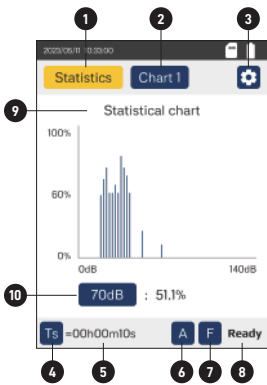 1
2
3
2023/05/11 10:33:00
Statistics
Chart 1
9
Statistical chart
100%
60%
0%
0dB
140dB
10
70dB : 51.1%
Ts =00h00m10s
A
F
Ready
4
5
6
7
8